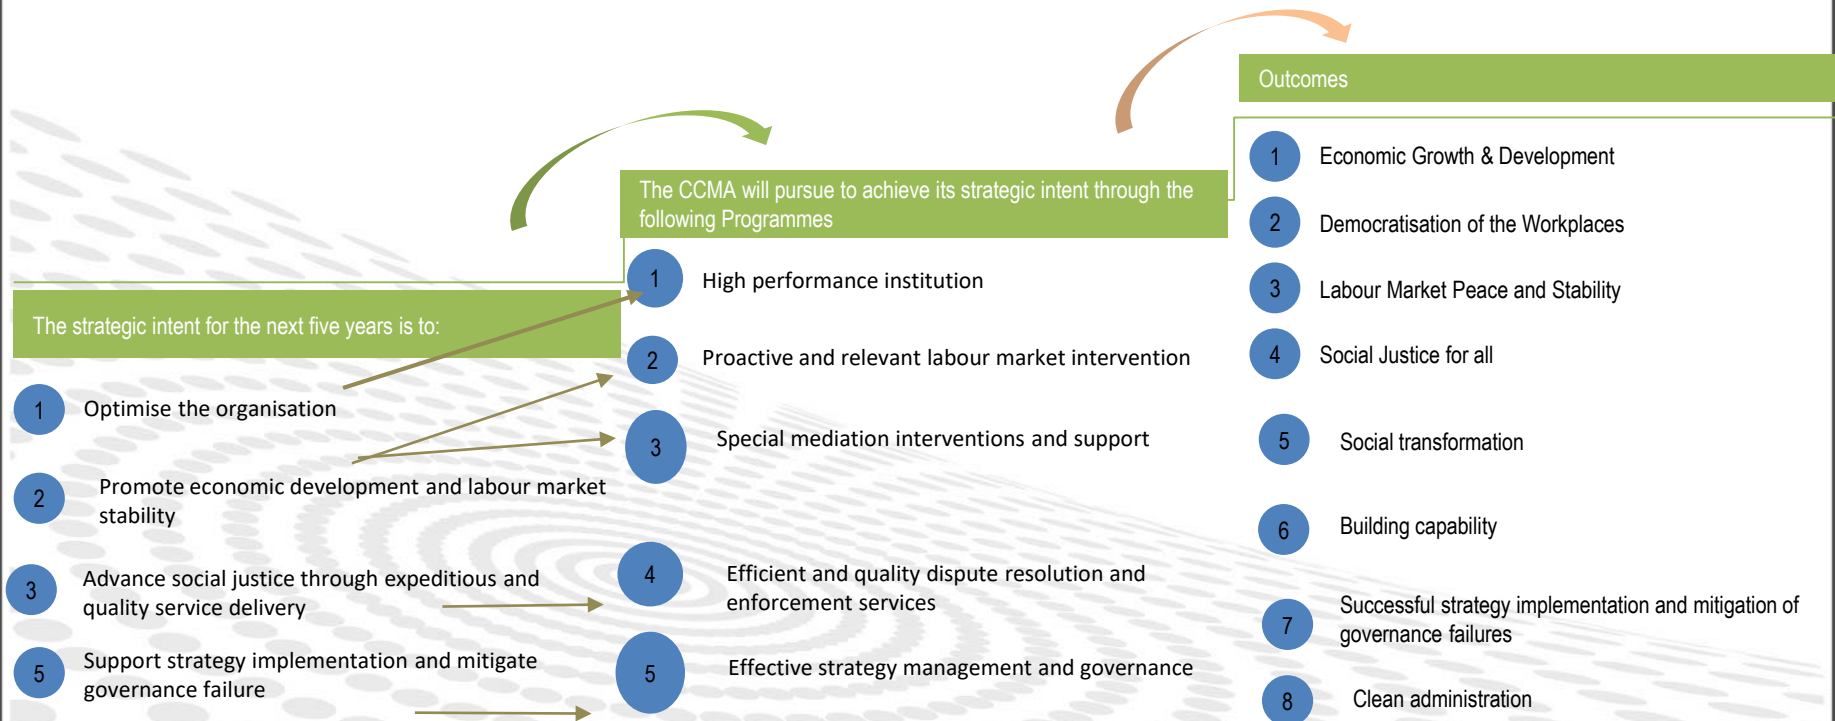 The strategic intent for the next five years is to:
1
Optimise the organisation
2
Promote economic development and labour market
stability
3
Advance social justice through expeditious and
quality service delivery
5
Support strategy implementation and mitigate
governance failure
The CCMA will pursue to achieve its strategic intent through the
following Programmes
1
High performance institution
2
Proactive and relevant labour market intervention
3
Special mediation interventions and support
4
Efficient and quality dispute resolution and
enforcement services
5
Effective strategy management and governance
Outcomes
1
Economic Growth & Development
2
Democratisation of the Workplaces
3
Labour Market Peace and Stability
4
Social Justice for all
5
Social transformation
6
Building capability
7
Successful strategy implementation and mitigation of
governance failures
8
Clean administration